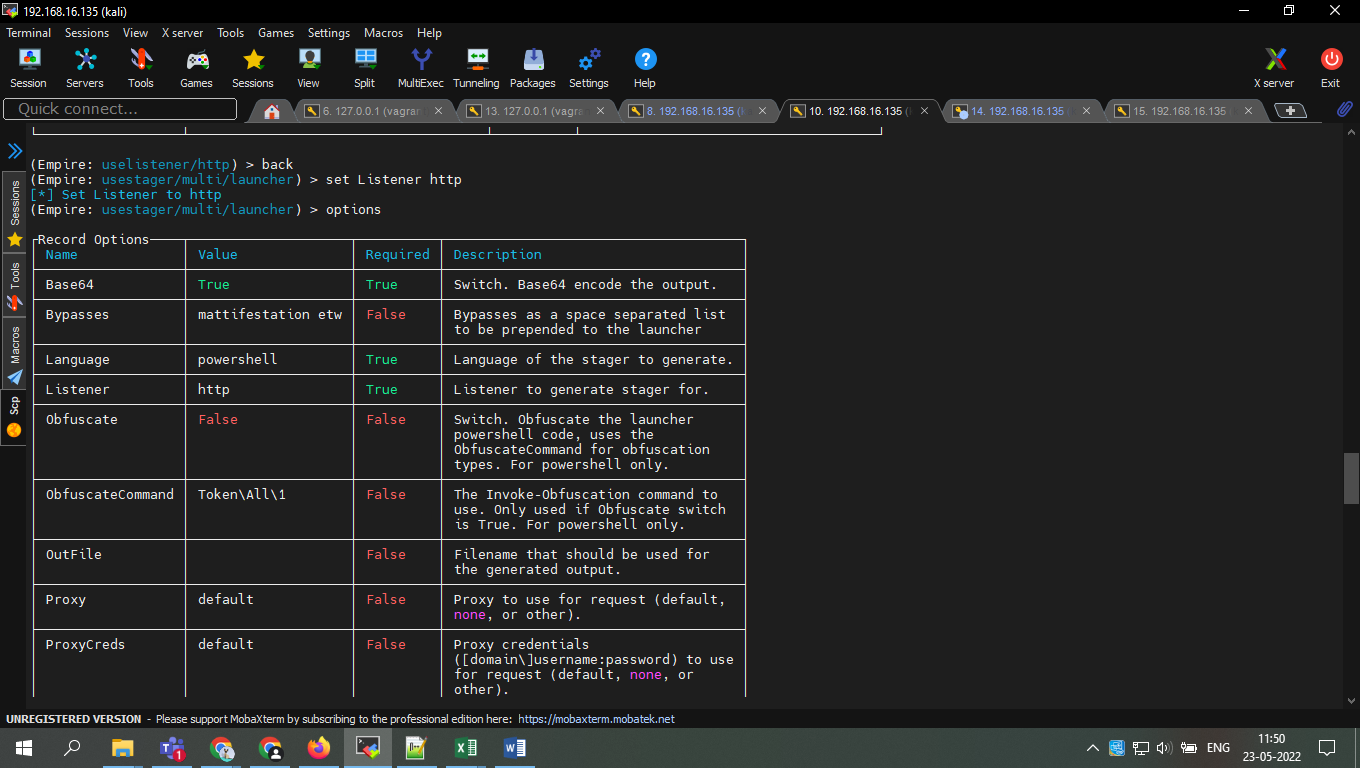 192.168.16.135 (kali)
Terminal Sessions View X server Tools Games Settings Macros Help
Session Servers Tools Games Sessions View Split MultiExec Tunneling Packages Settings Help X server Exit
Quick connect... 6. 127.0.0.1 (vagran 13. 127.0.0.1 (vagra 8. 192.168.16.135 10. 192.168.16.135 14. 192.168.16.135 15. 192.168.16.135
Sessions
Tools
Macros
Scp
(Empire: uselistener/http) > back
(Empire: usestager/multi/launcher) > set Listener http
[*] Set Listener to http
(Empire: usestager/multi/launcher) > options
Record Options
Name Value Required Description
Base64 True True Switch. Base64 encode the output.
Bypasses mattifestation etw False Bypasses as a space separated list
to be prepended to the launcher
Language powershell True Language of the stager to generate.
Listener http True Listener to generate stager for.
Obfuscate False False Switch. Obfuscate the launcher
powershell code, uses the
ObfuscateCommand for obfuscation
types. For powershell only.
ObfuscateCommand Token\All\1 False The Invoke-Obfuscation command to
use. Only used if Obfuscate switch
is True. For powershell only.
OutFile False Filename that should be used for
the generated output.
Proxy default False Proxy to use for request (default,
none, or other).
ProxyCreds default False Proxy credentials
([domain\]username:password) to use
for request (default, none, or
other).
UNREGISTERED VERSION - Please support MobaXterm by subscribing to the professional edition here: https://mobaxterm.mobatek.net
ENG 11:50
23-05-2022